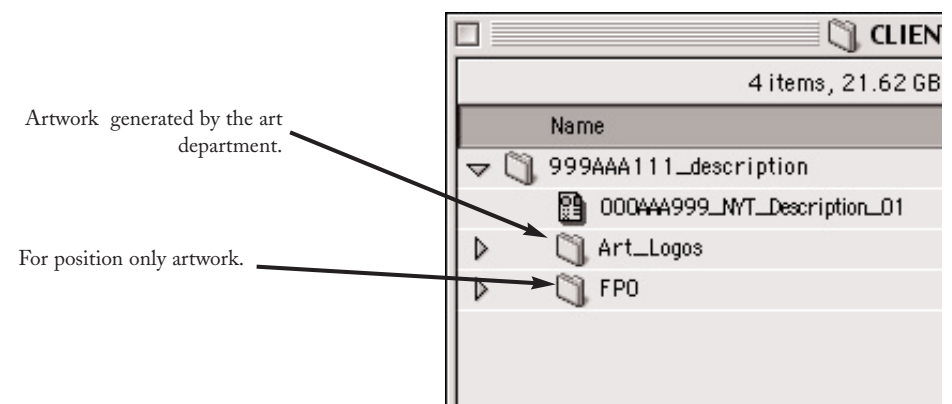 CLIEN
4 items, 21.62 GB
Name
Artwork generated by the art
department.
999AAA111_description
000AAA999_NYT_Description_01
Art_Logos
For position only artwork.
FPO